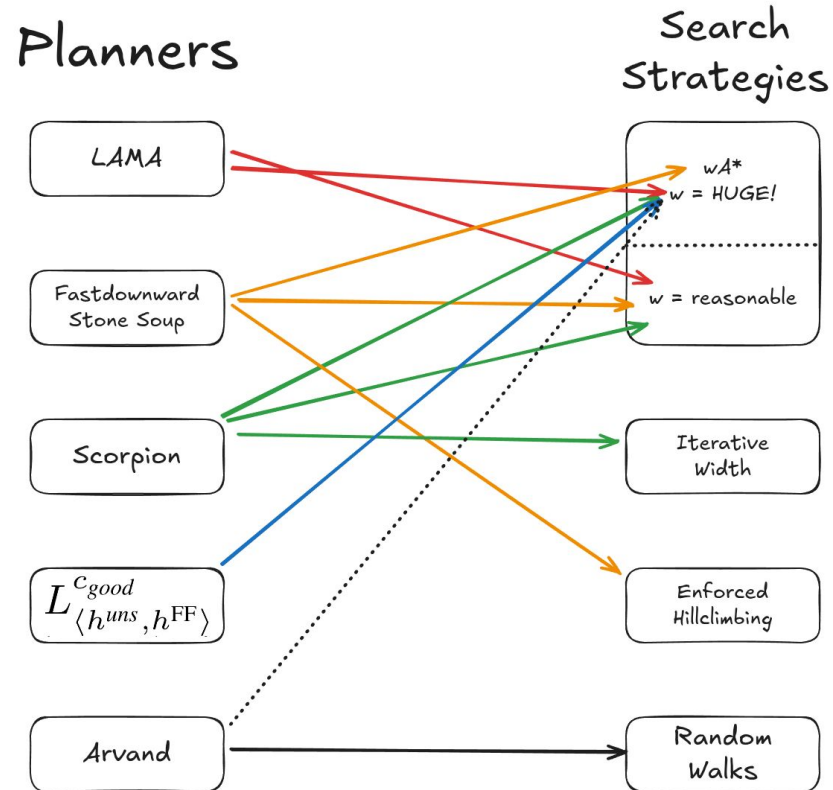 Planners
Search
Strategies
LAMA
wA*
w = HUGE!
w = reasonable
Fastdownward
Stone Soup
Scorpion
Iterative
Width
L^{c_{good}}_{⟨h^{uns}, h^{FF}⟩}
Enforced
Hillclimbing
Arvand
Random
Walks